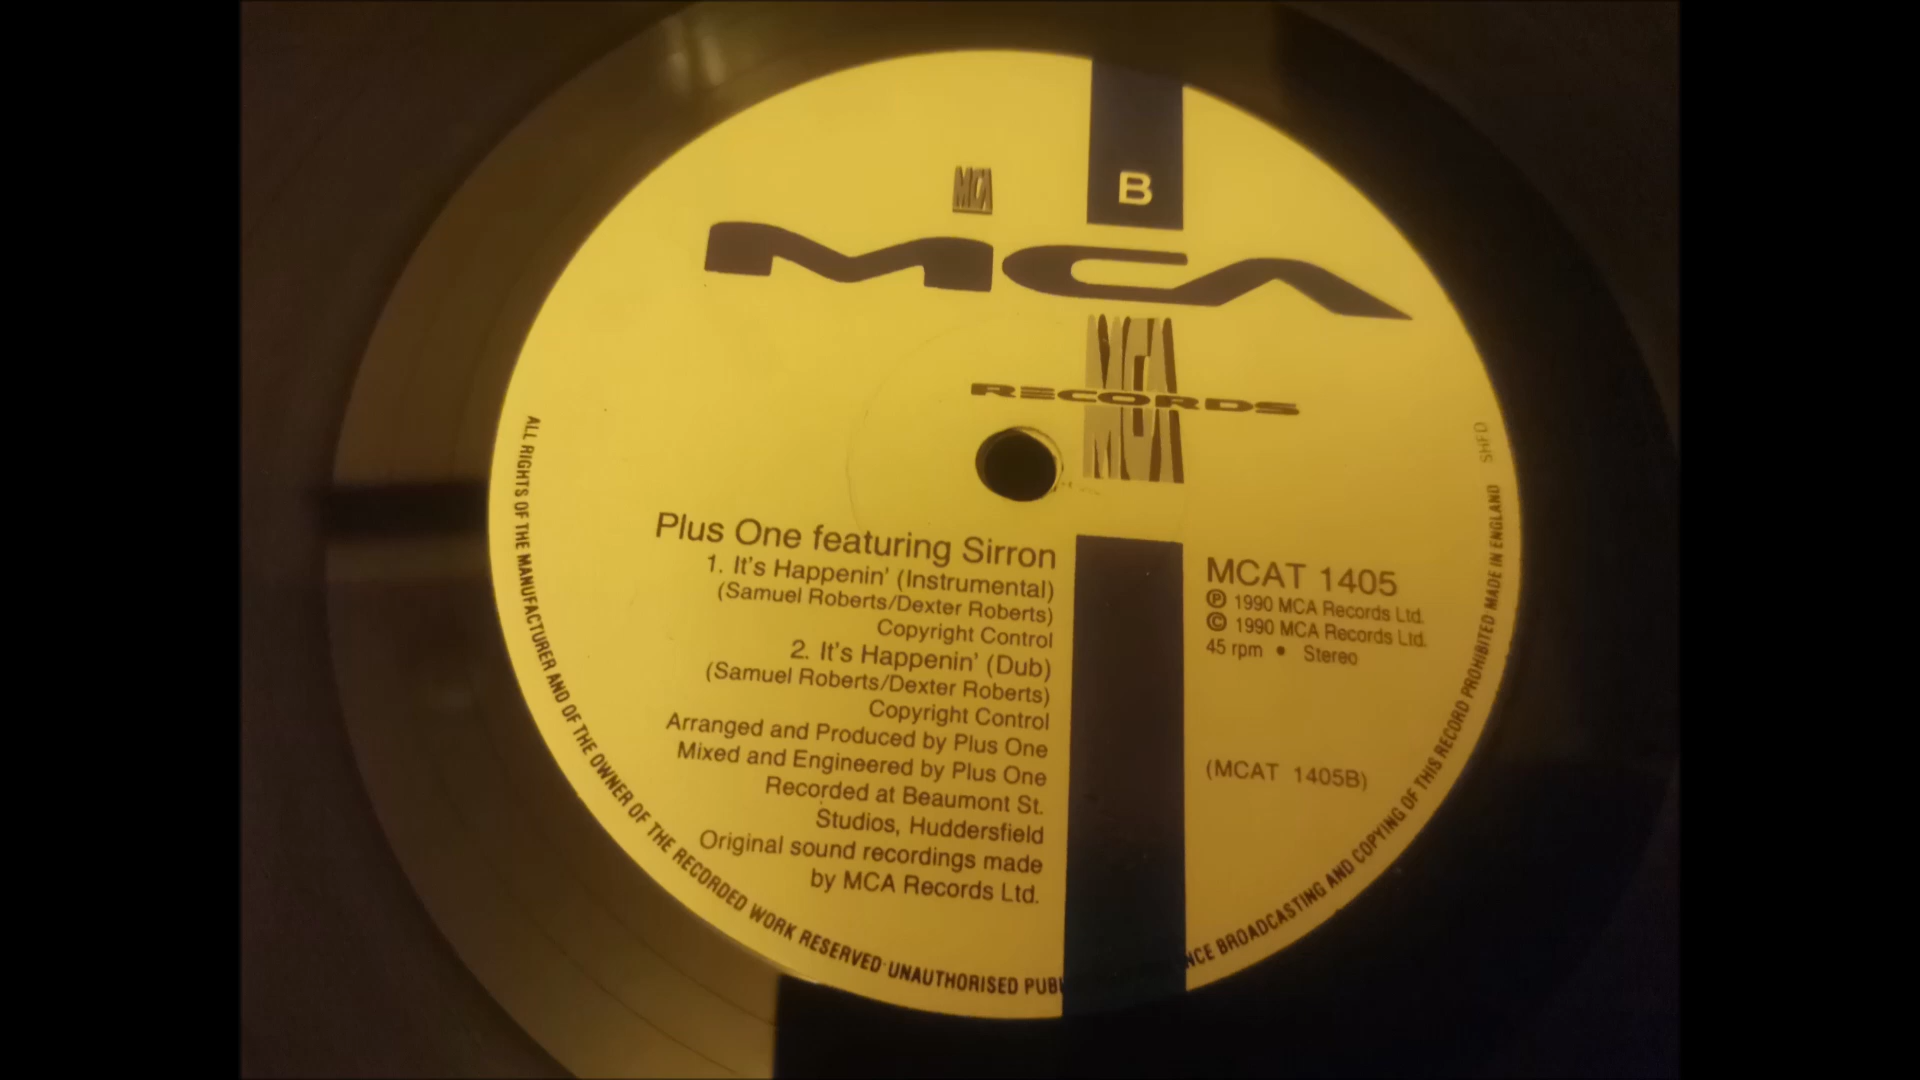 B
MCA
MCA
MCA
RECORDS
MCA
Plus One featuring Sirron
1. It's Happenin' (Instrumental)
(Samuel Roberts/Dexter Roberts)
Copyright Control
2. It's Happenin' (Dub)
(Samuel Roberts/Dexter Roberts)
Copyright Control
Arranged and Produced by Plus One
Mixed and Engineered by Plus One
Recorded at Beaumont St.
Studios, Huddersfield
Original sound recordings made
by MCA Records Ltd.
MCAT 1405
Ⓟ 1990 MCA Records Ltd.
© 1990 MCA Records Ltd.
45 rpm • Stereo
(MCAT 1405B)
ALL RIGHTS OF THE MANUFACTURER AND OF THE OWNER OF THE RECORDED WORK RESERVED · UNAUTHORISED PUBL
NCE BROADCASTING AND COPYING OF THIS RECORD PROHIBITED MADE IN ENGLAND
SHFD